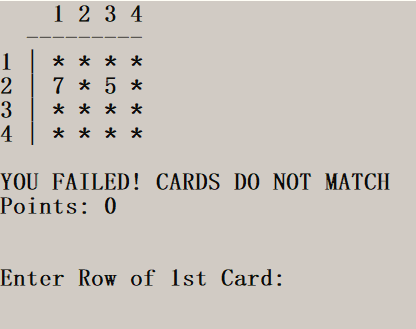 1 2 3 4
---------
1 | * * * *
2 | 7 * 5 *
3 | * * * *
4 | * * * *
YOU FAILED! CARDS DO NOT MATCH
Points: 0
Enter Row of 1st Card: